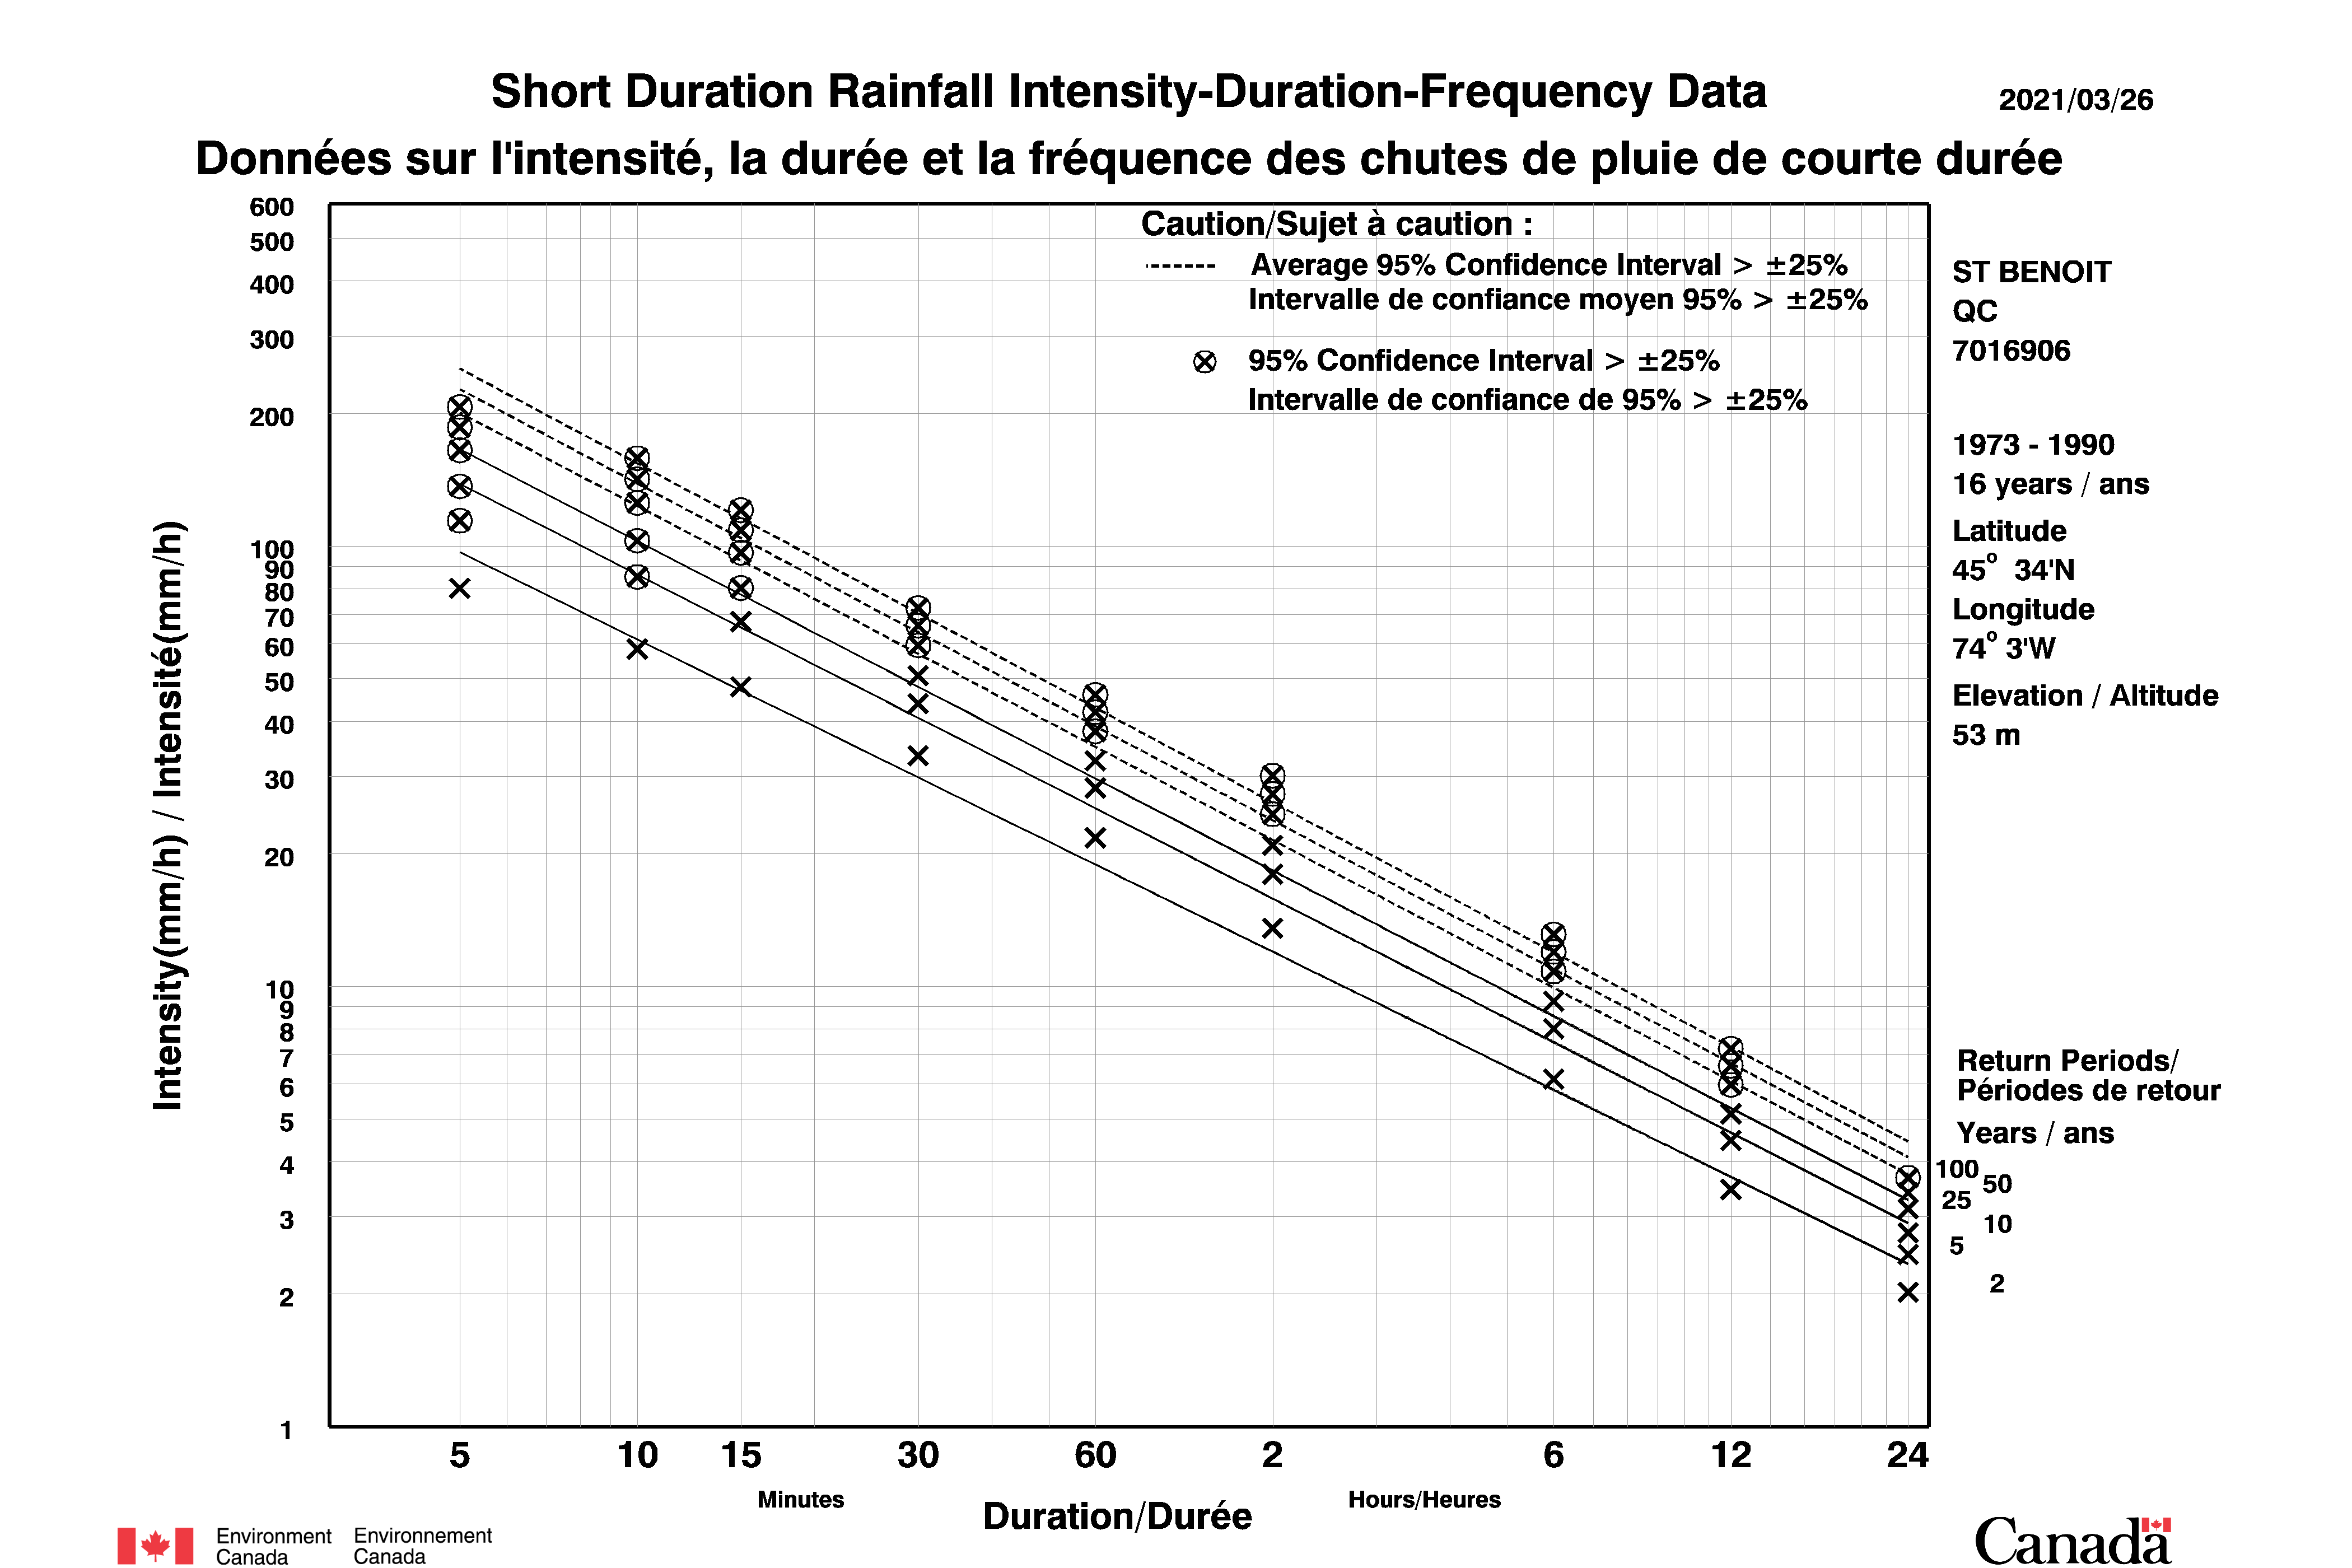 Short Duration Rainfall Intensity-Duration-Frequency Data
2021/03/26
Données sur l'intensité, la durée et la fréquence des chutes de pluie de courte durée
Caution/Sujet à caution :
Average 95% Confidence Interval > ±25%
Intervalle de confiance moyen 95% > ±25%
95% Confidence Interval > ±25%
Intervalle de confiance de 95% > ±25%
ST BENOIT
QC
7016906
1973 - 1990
16 years / ans
Latitude
45° 34'N
Longitude
74° 3'W
Elevation / Altitude
53 m
Return Periods/
Périodes de retour
Years / ans
100
50
25
10
5
2
Intensity(mm/h) / Intensité(mm/h)
600
500
400
300
200
100
90
80
70
60
50
40
30
20
10
9
8
7
6
5
4
3
2
1
5 10 15 30 60 2 6 12 24
Minutes
Hours/Heures
Duration/Durée
Environment Environnement
Canada Canada
Canada